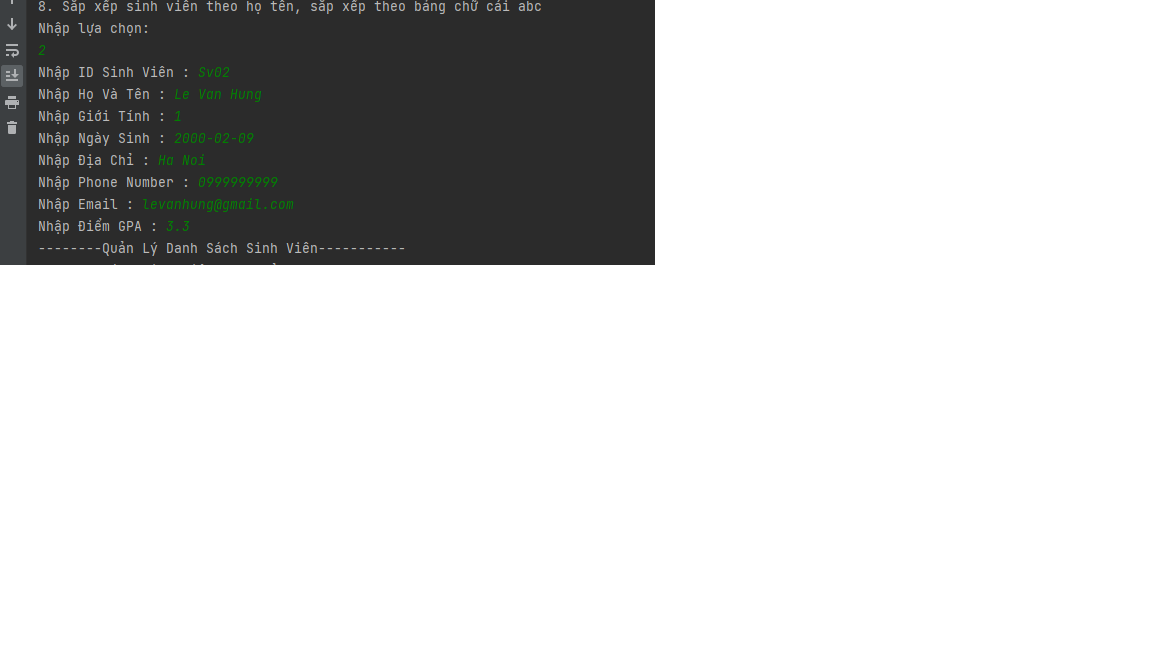 8. Sắp xếp sinh viên theo họ tên, sắp xếp theo bảng chữ cái abc
Nhập lựa chọn:
2
Nhập ID Sinh Viên : Sv02
Nhập Họ Và Tên : Le Van Hung
Nhập Giới Tính : 1
Nhập Ngày Sinh : 2000-02-09
Nhập Địa Chỉ : Ha Noi
Nhập Phone Number : 0999999999
Nhập Email : levanhung@gmail.com
Nhập Điểm GPA : 3.3
--------Quản Lý Danh Sách Sinh Viên-----------